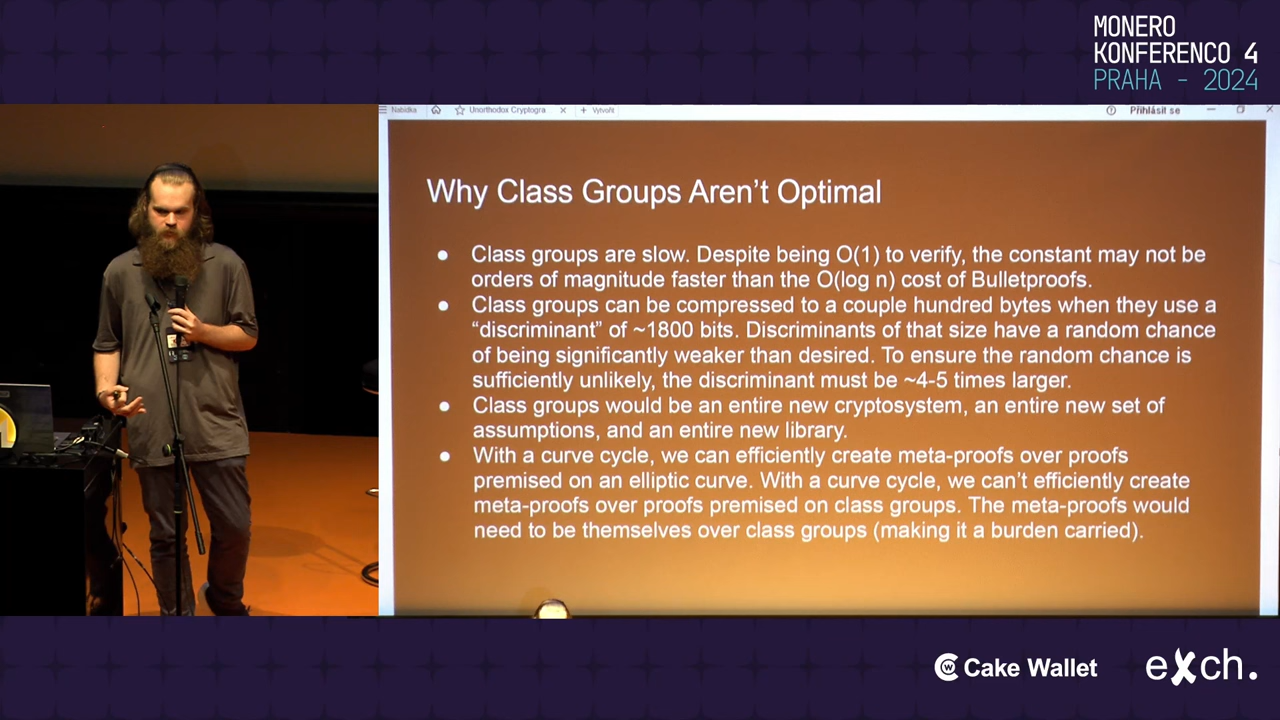 MONERO
KONFERENCO 4
PRAHA - 2024
Nabídka
Unorthodox Cryptogra
Vytvořit
Přihlásit se
Why Class Groups Aren't Optimal
● Class groups are slow. Despite being O(1) to verify, the constant may not be
orders of magnitude faster than the O(log n) cost of Bulletproofs.
● Class groups can be compressed to a couple hundred bytes when they use a
“discriminant” of ~1800 bits. Discriminants of that size have a random chance
of being significantly weaker than desired. To ensure the random chance is
sufficiently unlikely, the discriminant must be ~4-5 times larger.
● Class groups would be an entire new cryptosystem, an entire new set of
assumptions, and an entire new library.
● With a curve cycle, we can efficiently create meta-proofs over proofs
premised on an elliptic curve. With a curve cycle, we can't efficiently create
meta-proofs over proofs premised on class groups. The meta-proofs would
need to be themselves over class groups (making it a burden carried).
Cake Wallet
eXch.